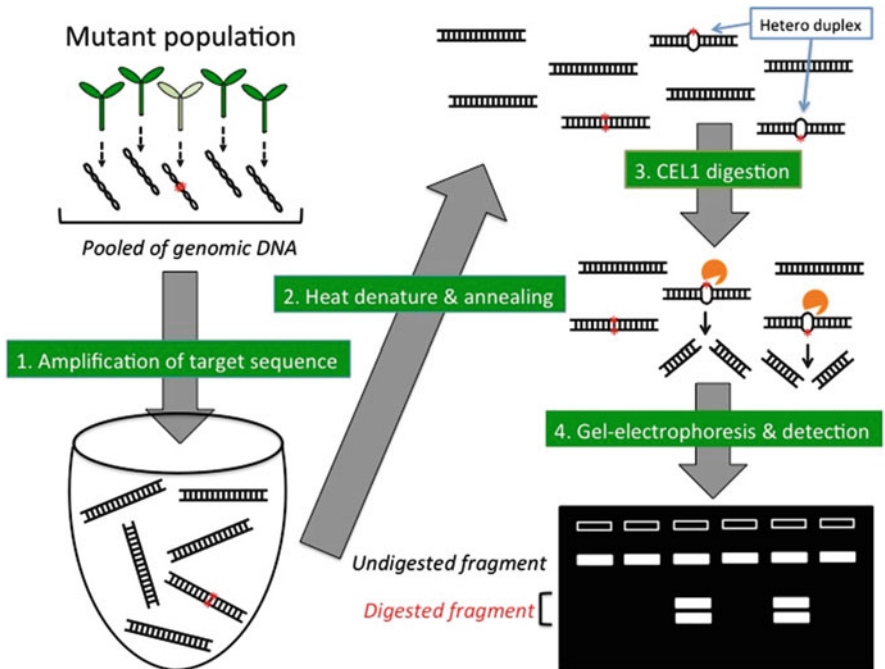 Mutant population
Pooled of genomic DNA
1. Amplification of target sequence
2. Heat denature & annealing
Hetero duplex
3. CEL1 digestion
4. Gel-electrophoresis & detection
Undigested fragment
Digested fragment